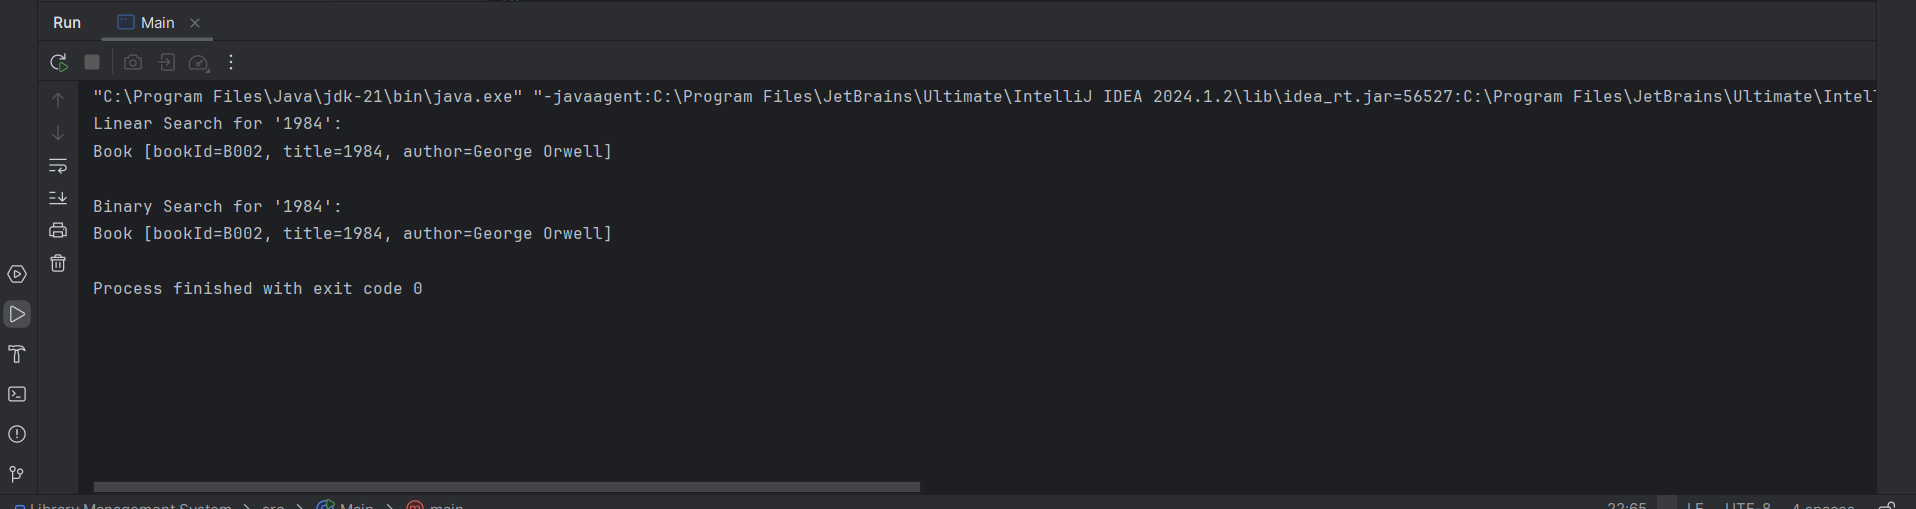 Run Main
"C:\Program Files\Java\jdk-21\bin\java.exe" "-javaagent:C:\Program Files\JetBrains\Ultimate\IntelliJ IDEA 2024.1.2\lib\idea_rt.jar=56527:C:\Program Files\JetBrains\Ultimate\Intel
Linear Search for '1984':
Book [bookId=B002, title=1984, author=George Orwell]
Binary Search for '1984':
Book [bookId=B002, title=1984, author=George Orwell]
Process finished with exit code 0
Library Management System > src > Main > main 22:65 LF UTF-8 4 spaces